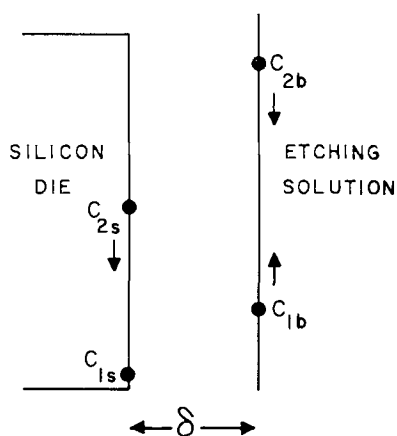 C2b
SILICON
DIE
ETCHING
SOLUTION
C2s
C1b
C1s
δ